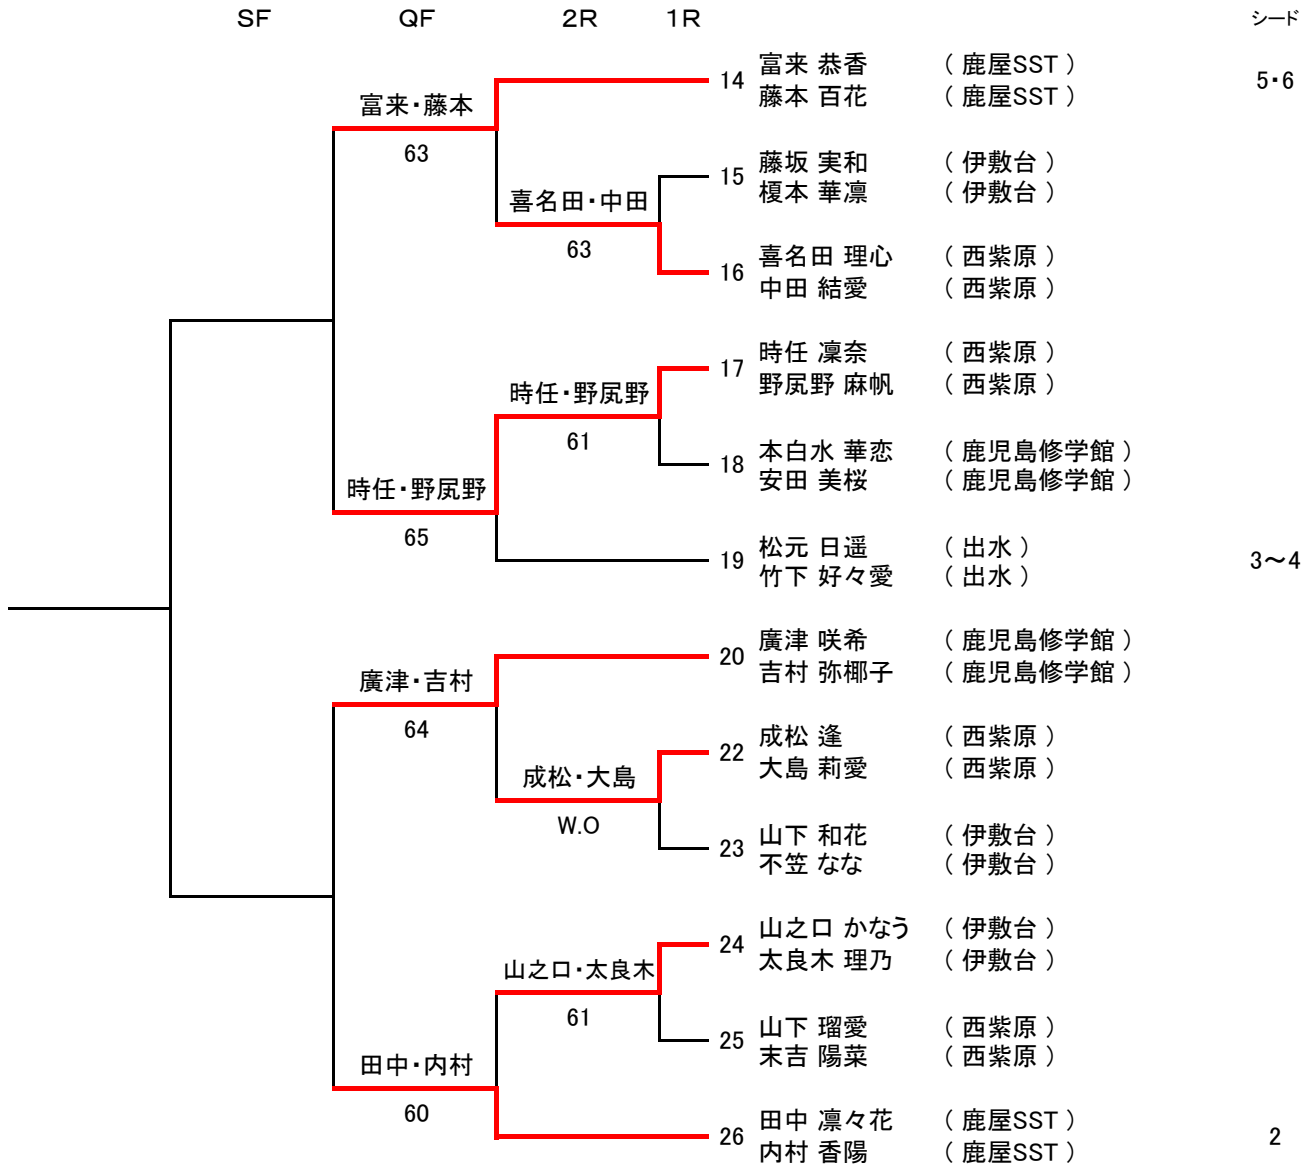 SF QF 2R 1R シード
富来 恭香 ( 鹿屋SST )
14 5・6
藤本 百花 ( 鹿屋SST )
富来・藤本
63
藤坂 実和 ( 伊敷台 )
15
榎本 華凛 ( 伊敷台 )
喜名田・中田
63
喜名田 理心 ( 西紫原 )
16
中田 結愛 ( 西紫原 )
時任 凜奈 ( 西紫原 )
17
野尻野 麻帆 ( 西紫原 )
時任・野尻野
61
本白水 華恋 ( 鹿児島修学館 )
18
安田 美桜 ( 鹿児島修学館 )
時任・野尻野
65
松元 日遥 ( 出水 )
19 3～4
竹下 好々愛 ( 出水 )
廣津 咲希 ( 鹿児島修学館 )
20
吉村 弥椰子 ( 鹿児島修学館 )
廣津・吉村
64
成松 逢 ( 西紫原 )
22
大島 莉愛 ( 西紫原 )
成松・大島
W.O
山下 和花 ( 伊敷台 )
23
不笠 なな ( 伊敷台 )
山之口 かなう ( 伊敷台 )
24
太良木 理乃 ( 伊敷台 )
山之口・太良木
61
山下 瑠愛 ( 西紫原 )
25
末吉 陽菜 ( 西紫原 )
田中・内村
60
田中 凛々花 ( 鹿屋SST )
26 2
内村 香陽 ( 鹿屋SST )